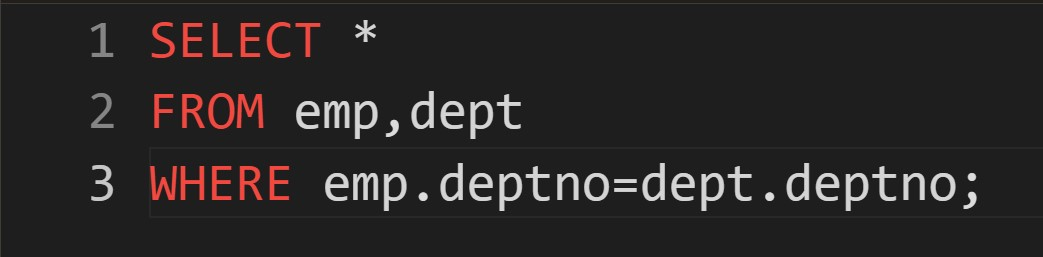 1 SELECT *
2 FROM emp,dept
3 WHERE emp.deptno=dept.deptno;